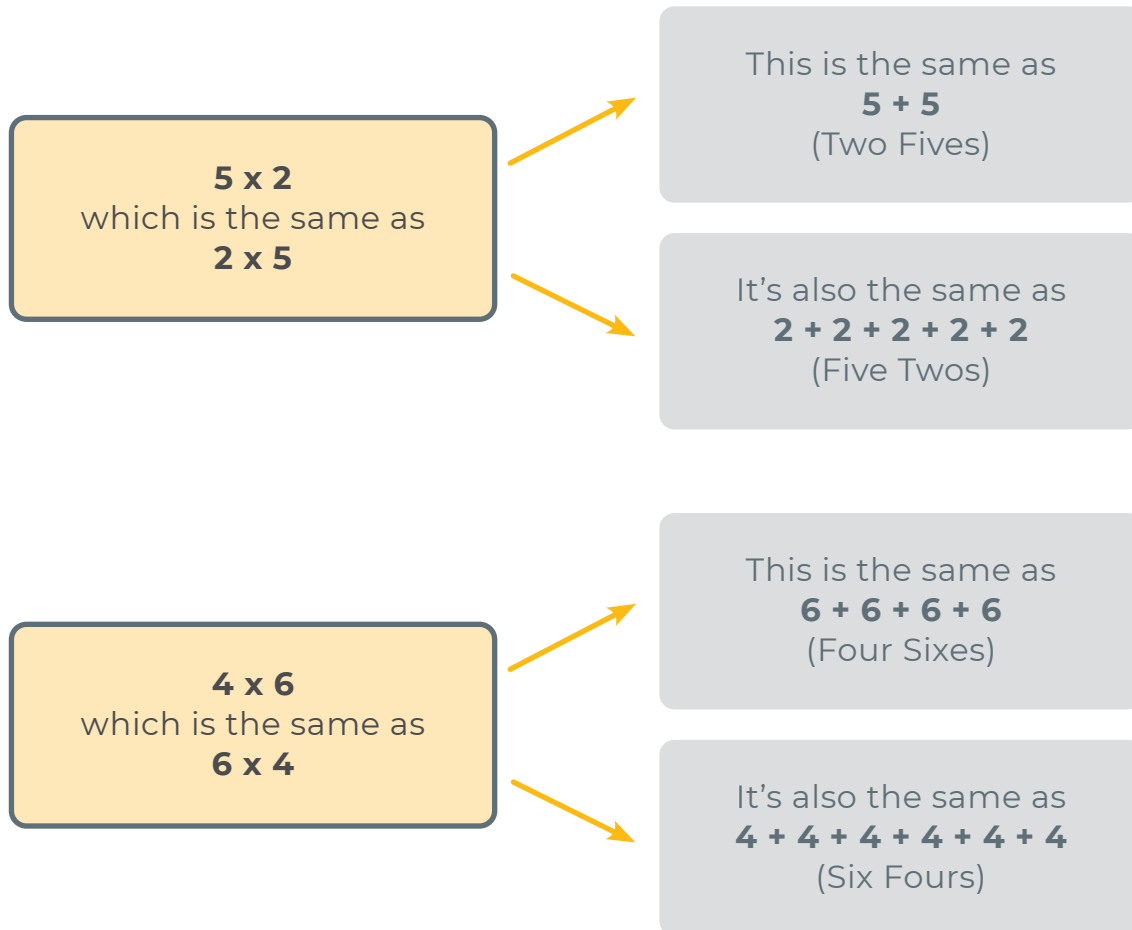 5 x 2
which is the same as
2 x 5
This is the same as
5 + 5
(Two Fives)
It’s also the same as
2 + 2 + 2 + 2 + 2
(Five Twos)
4 x 6
which is the same as
6 x 4
This is the same as
6 + 6 + 6 + 6
(Four Sixes)
It’s also the same as
4 + 4 + 4 + 4 + 4 + 4
(Six Fours)